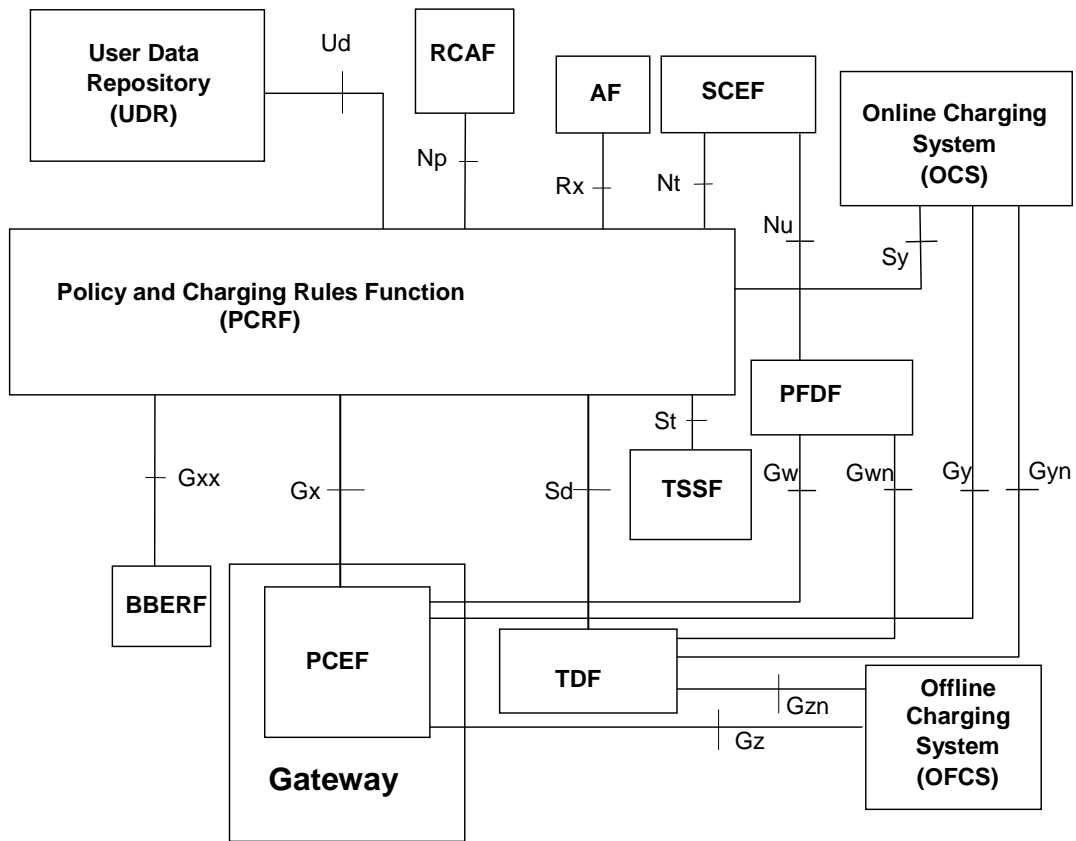 User Data
Repository
(UDR)
Ud
RCAF
AF
SCEF
Online Charging
System
(OCS)
Np
Rx
Nt
Nu
Sy
Policy and Charging Rules Function
(PCRF)
PFDF
St
Gxx
Gx
Sd
TSSF
Gw
Gwn
Gy
Gyn
BBERF
PCEF
TDF
Offline
Charging
System
(OFCS)
Gzn
Gz
Gateway